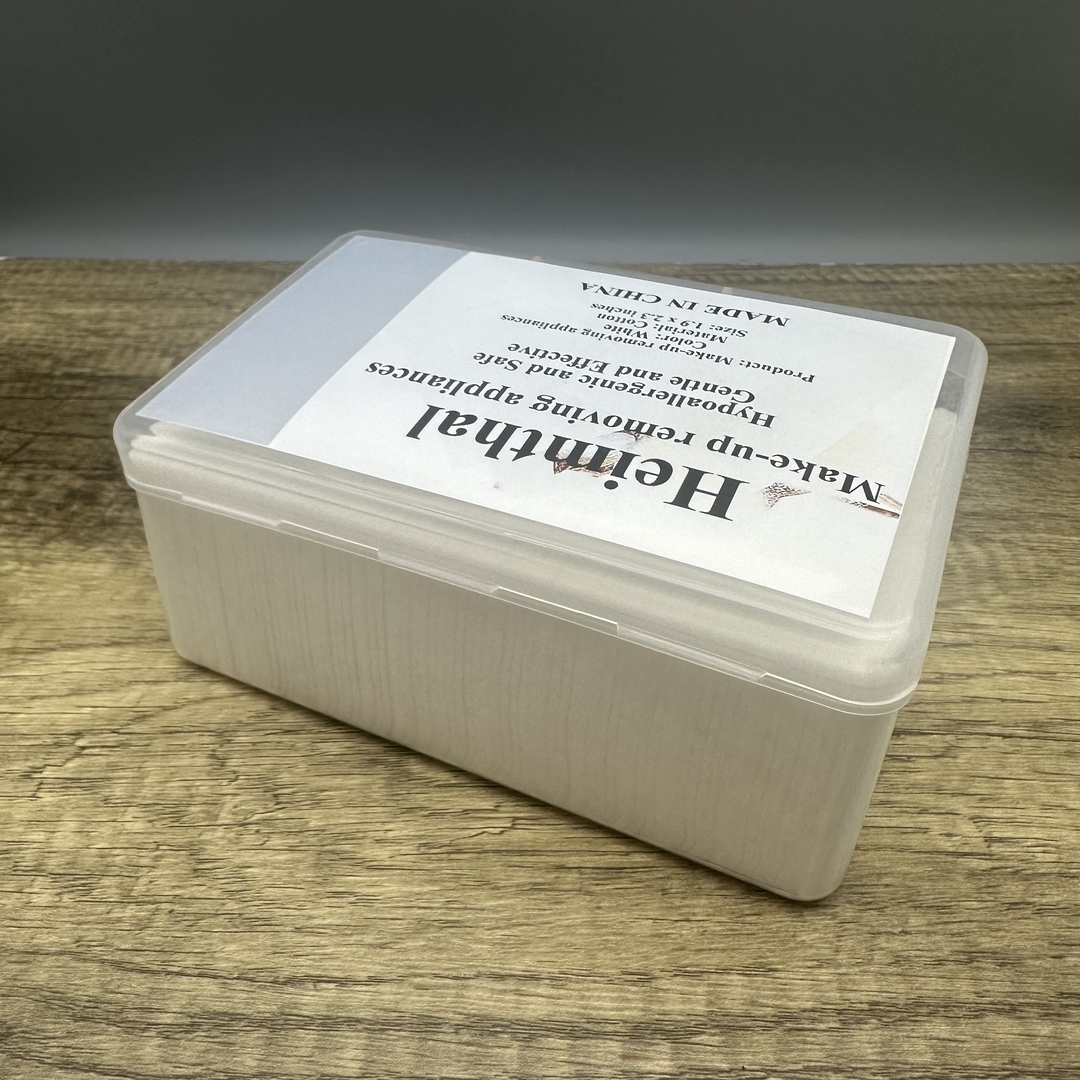 Heimthal
Make-up removing appliances
Hypoallergenic and Safe
Gentle and Effective
Product: Make-up removing appliances
Color: White
Material: Cotton
Size: 1.9 x 2.3 inches
MADE IN CHINA